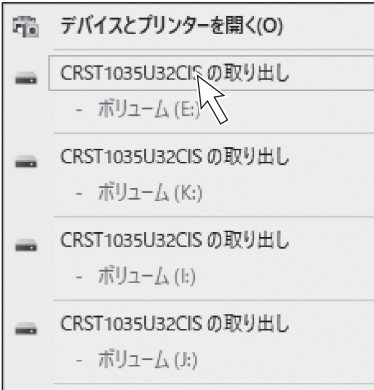 デバイスとプリンターを開く(O)
CRST1035U32CIS の取り出し
- ボリューム (E:)
CRST1035U32CIS の取り出し
- ボリューム (K:)
CRST1035U32CIS の取り出し
- ボリューム (I:)
CRST1035U32CIS の取り出し
- ボリューム (J:)